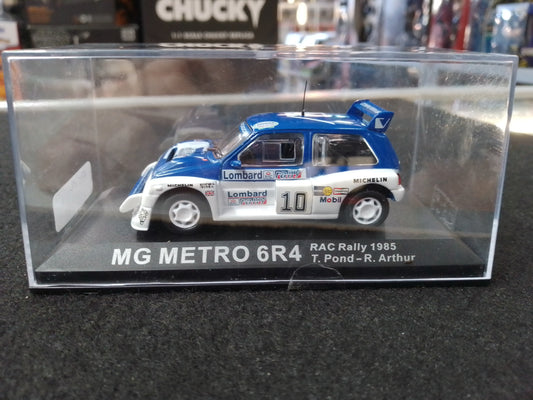 CHUCKY
Lombard
Lombard
10
MICHELIN
MICHELIN
Mobil
MG METRO 6R4
RAC Rally 1985
T. Pond - R. Arthur